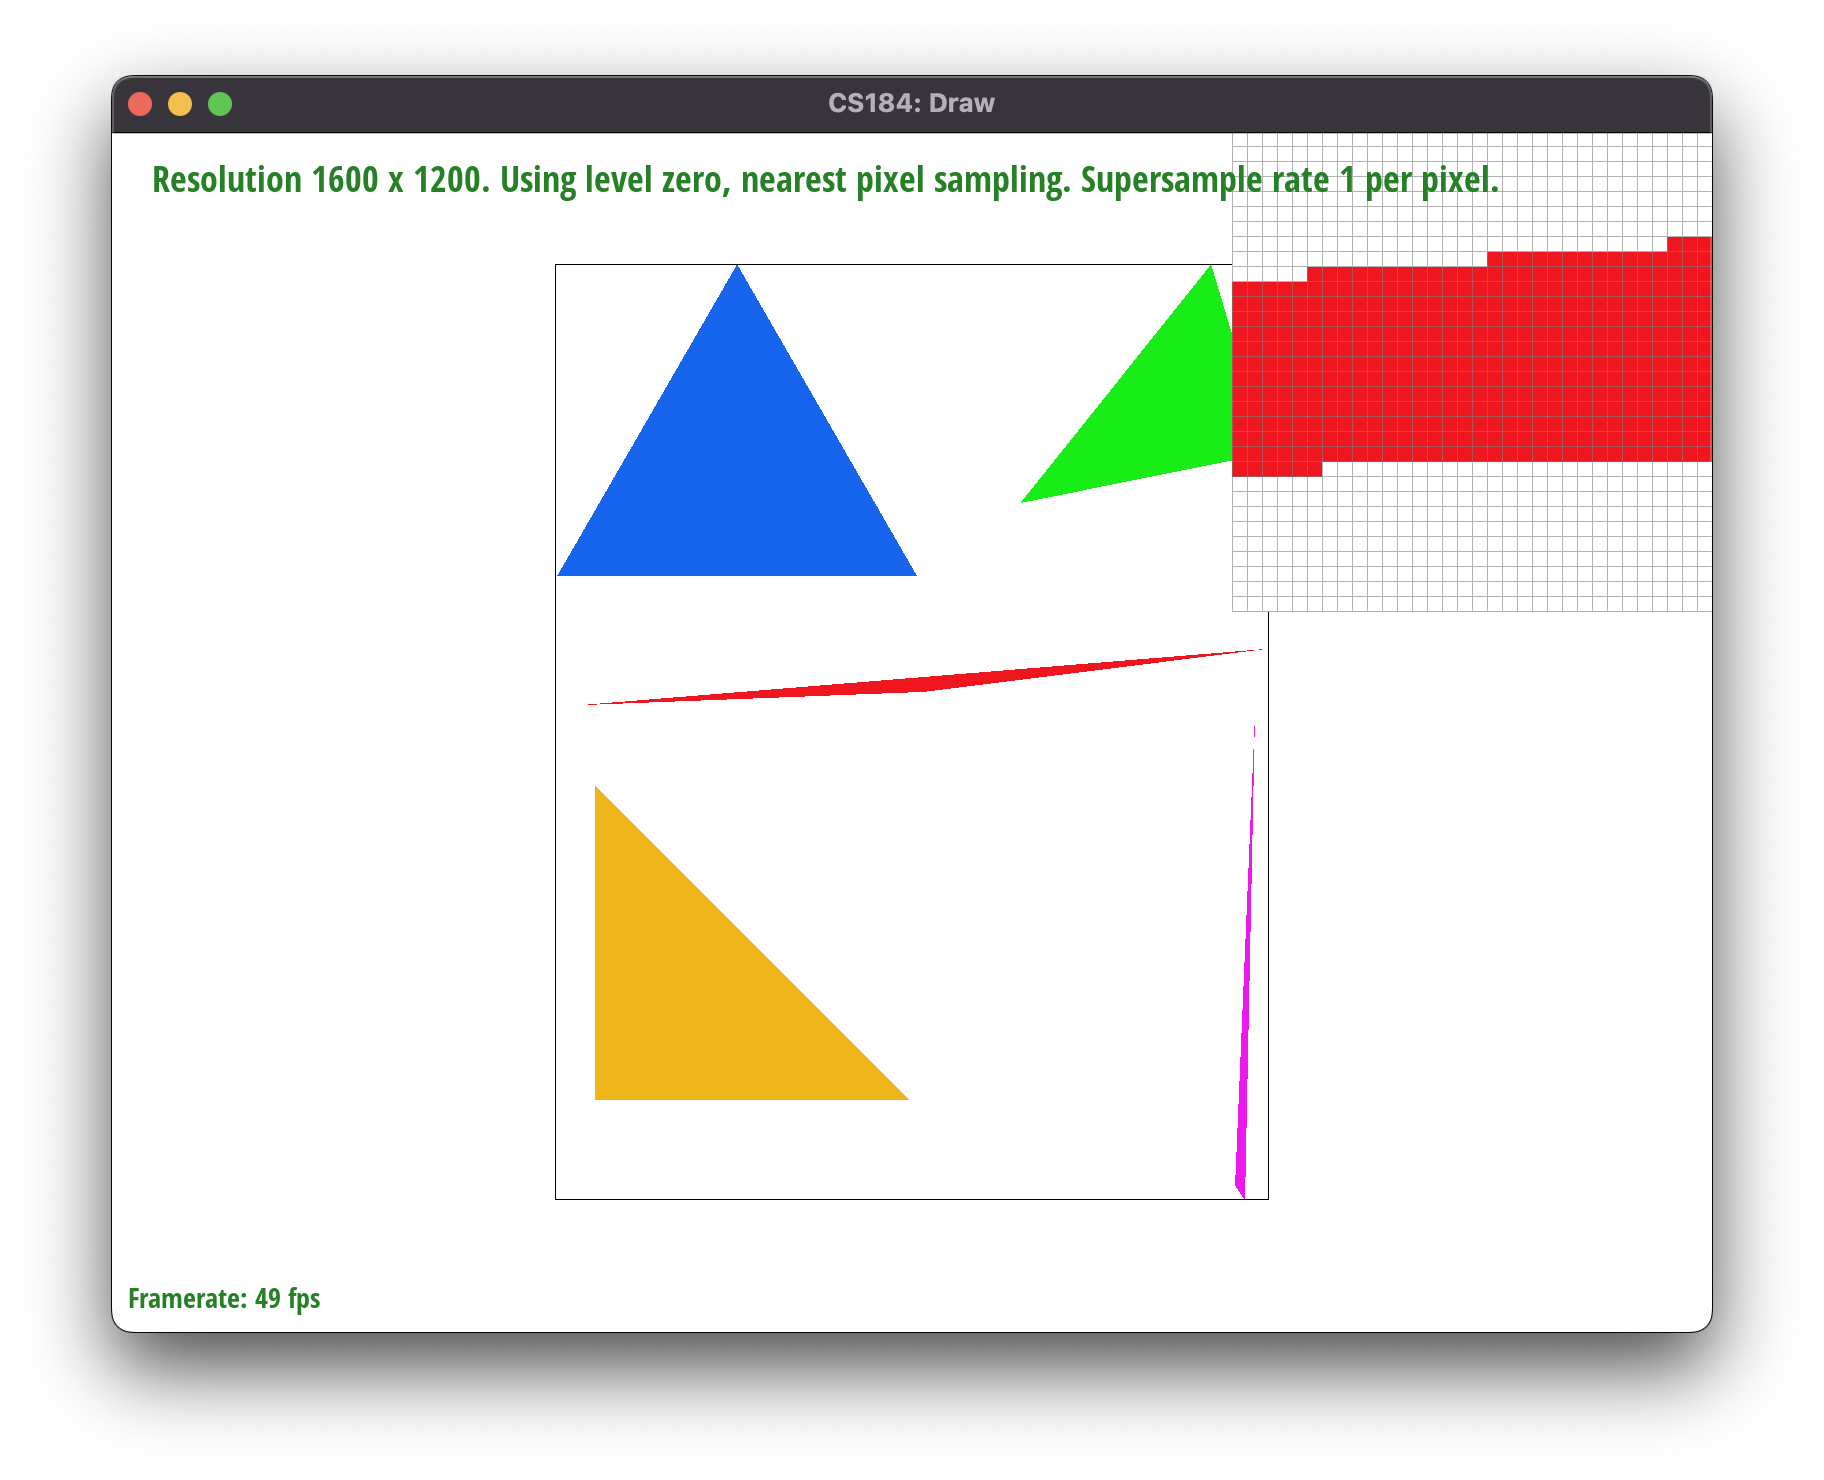 CS184: Draw
Resolution 1600 x 1200. Using level zero, nearest pixel sampling. Supersample rate 1 per pixel.
Framerate: 49 fps